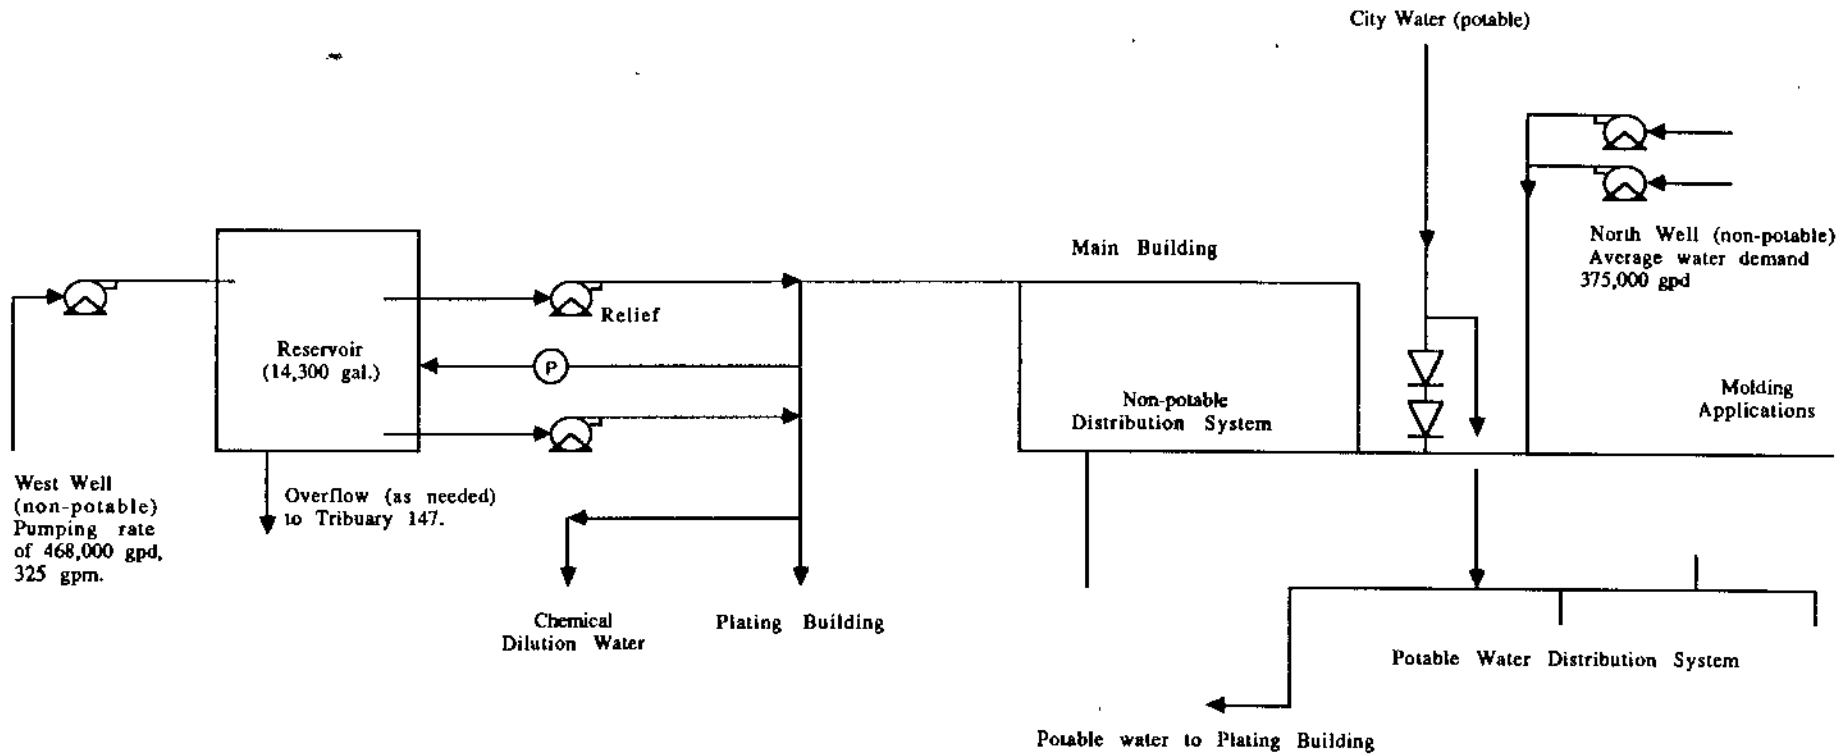 City Water (potable)
North Well (non-potable)
Average water demand
375,000 gpd
Main Building
Relief
Reservoir
(14,300 gal.)
P
Non-potable
Distribution System
Molding
Applications
West Well
(non-potable)
Pumping rate
of 468,000 gpd,
325 gpm.
Overflow (as needed)
to Tribuary 147.
Chemical
Dilution Water
Plating Building
Potable Water Distribution System
Potable water to Plating Building